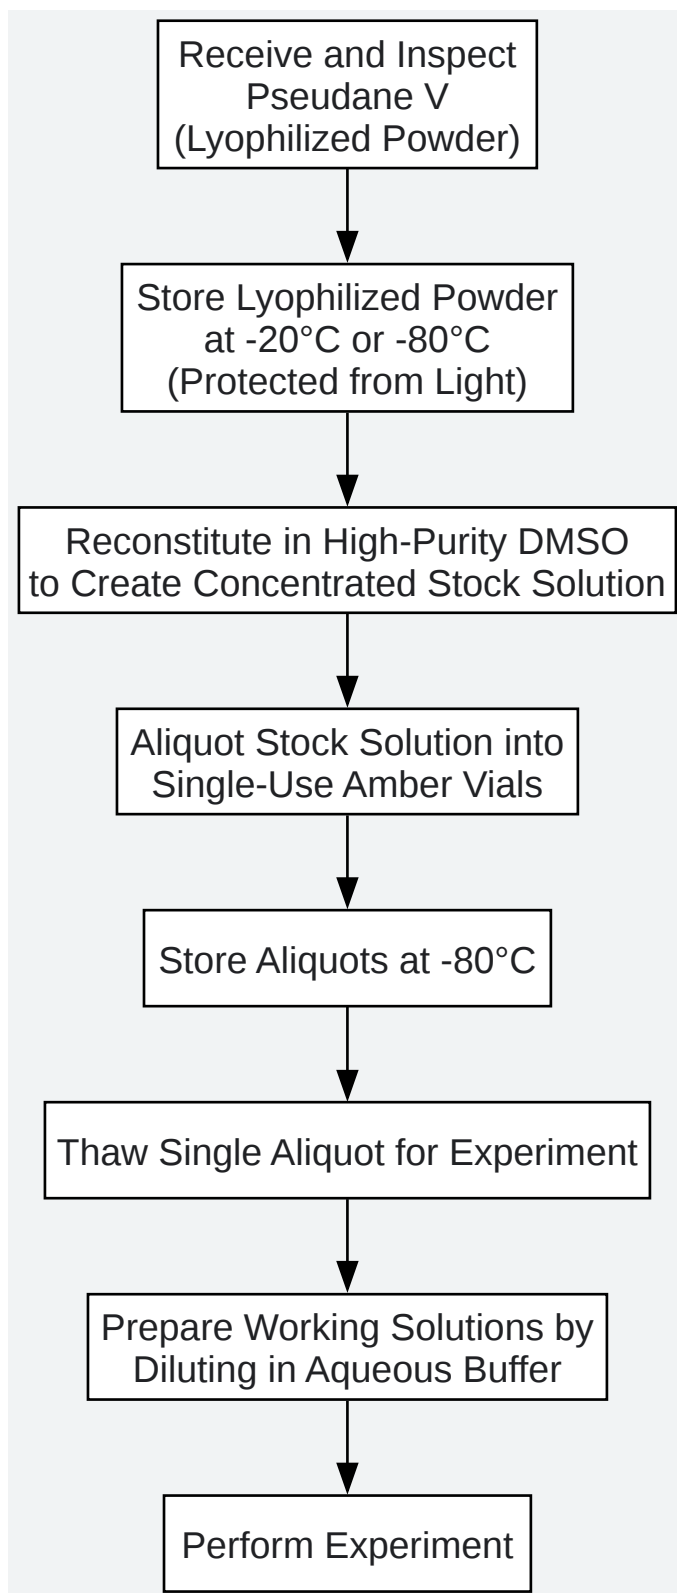 Receive and Inspect
Pseudane V
(Lyophilized Powder)
Store Lyophilized Powder
at -20°C or -80°C
(Protected from Light)
Reconstitute in High-Purity DMSO
to Create Concentrated Stock Solution
Aliquot Stock Solution into
Single-Use Amber Vials
Store Aliquots at -80°C
Thaw Single Aliquot for Experiment
Prepare Working Solutions by
Diluting in Aqueous Buffer
Perform Experiment